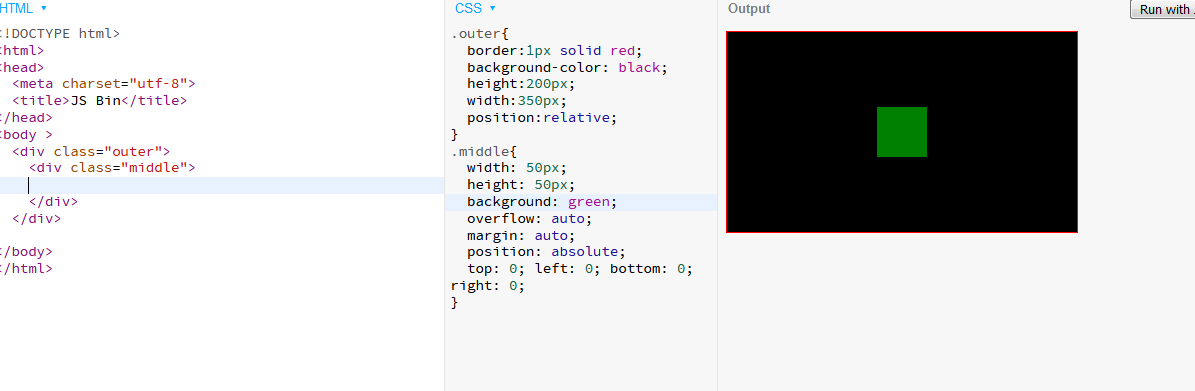 HTML ▾
<!DOCTYPE html>
<html>
<head>
<meta charset="utf-8">
<title>JS Bin</title>
</head>
<body >
<div class="outer">
<div class="middle">
</div>
</div>
</body>
</html>
CSS ▾
.outer{
border:1px solid red;
background-color: black;
height:200px;
width:350px;
position:relative;
}
.middle{
width: 50px;
height: 50px;
background: green;
overflow: auto;
margin: auto;
position: absolute;
top: 0; left: 0; bottom: 0;
right: 0;
}
Output
Run with